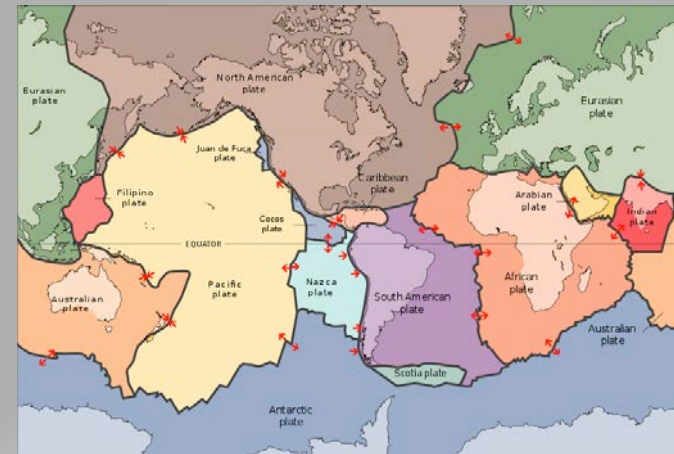 North American
plate
Eurasian
plate
Eurasian
plate
Juan de Fuca
plate
Caribbean
plate
Filipino
plate
Arabian
plate
Indian
plate
Cocos
plate
EQUATOR
Pacific
plate
Nazca
plate
South American
plate
African
plate
Australian
plate
Australian
plate
Scotia plate
Antarctic
plate